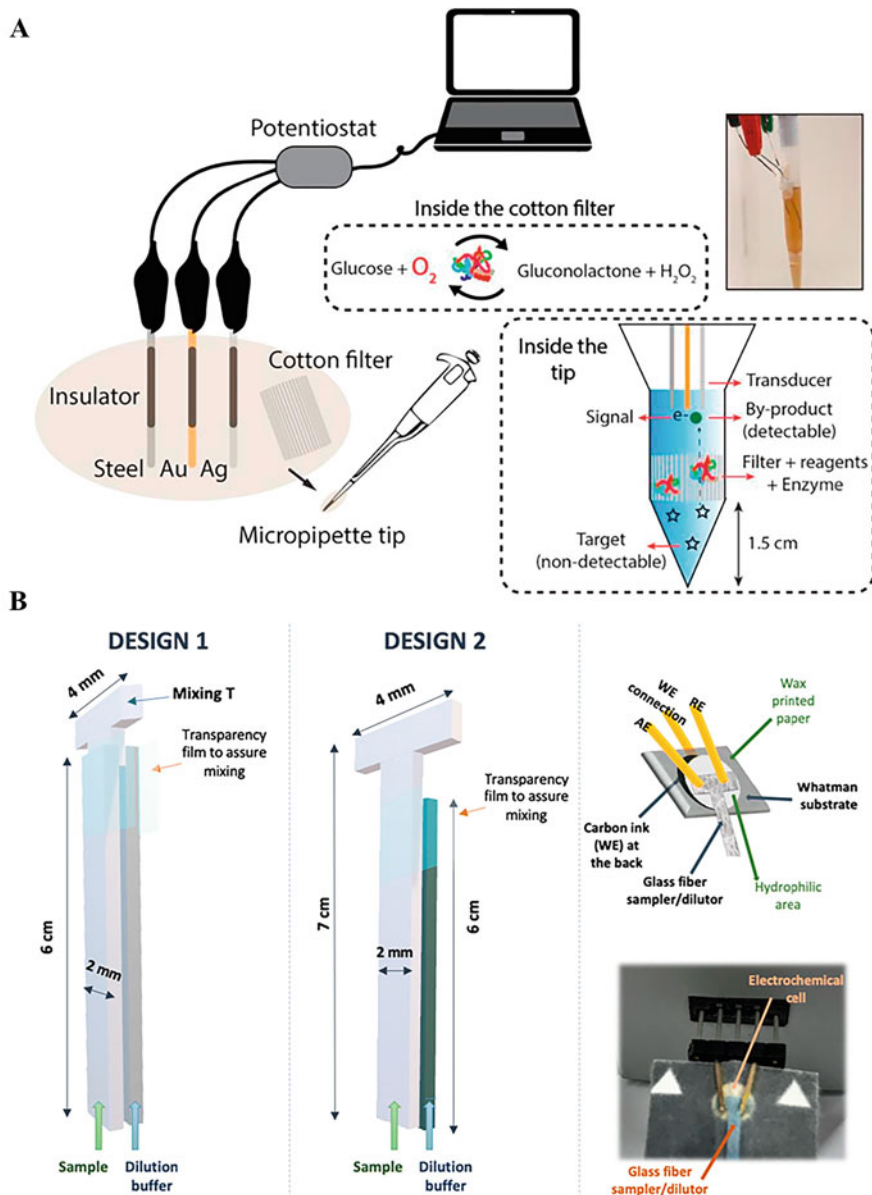 A
Potentiostat
Inside the cotton filter
Glucose + O2
Gluconolactone + H2O2
Insulator
Cotton filter
Steel
Au
Ag
Micropipette tip
Inside the
tip
Transducer
Signal
e-
By-product
(detectable)
Filter + reagents
+ Enzyme
Target
(non-detectable)
1.5 cm
B
DESIGN 1
4 mm
Mixing T
Transparency
film to assure
mixing
6 cm
2 mm
Sample
Dilution
buffer
DESIGN 2
4 mm
Transparency
film to assure
mixing
7 cm
2 mm
6 cm
Sample
Dilution
buffer
WE
connection
RE
AE
Wax
printed
paper
Whatman
substrate
Carbon ink
(WE) at
the back
Glass fiber
sampler/dilutor
Hydrophilic
area
Electrochemical
cell
Glass fiber
sampler/dilutor